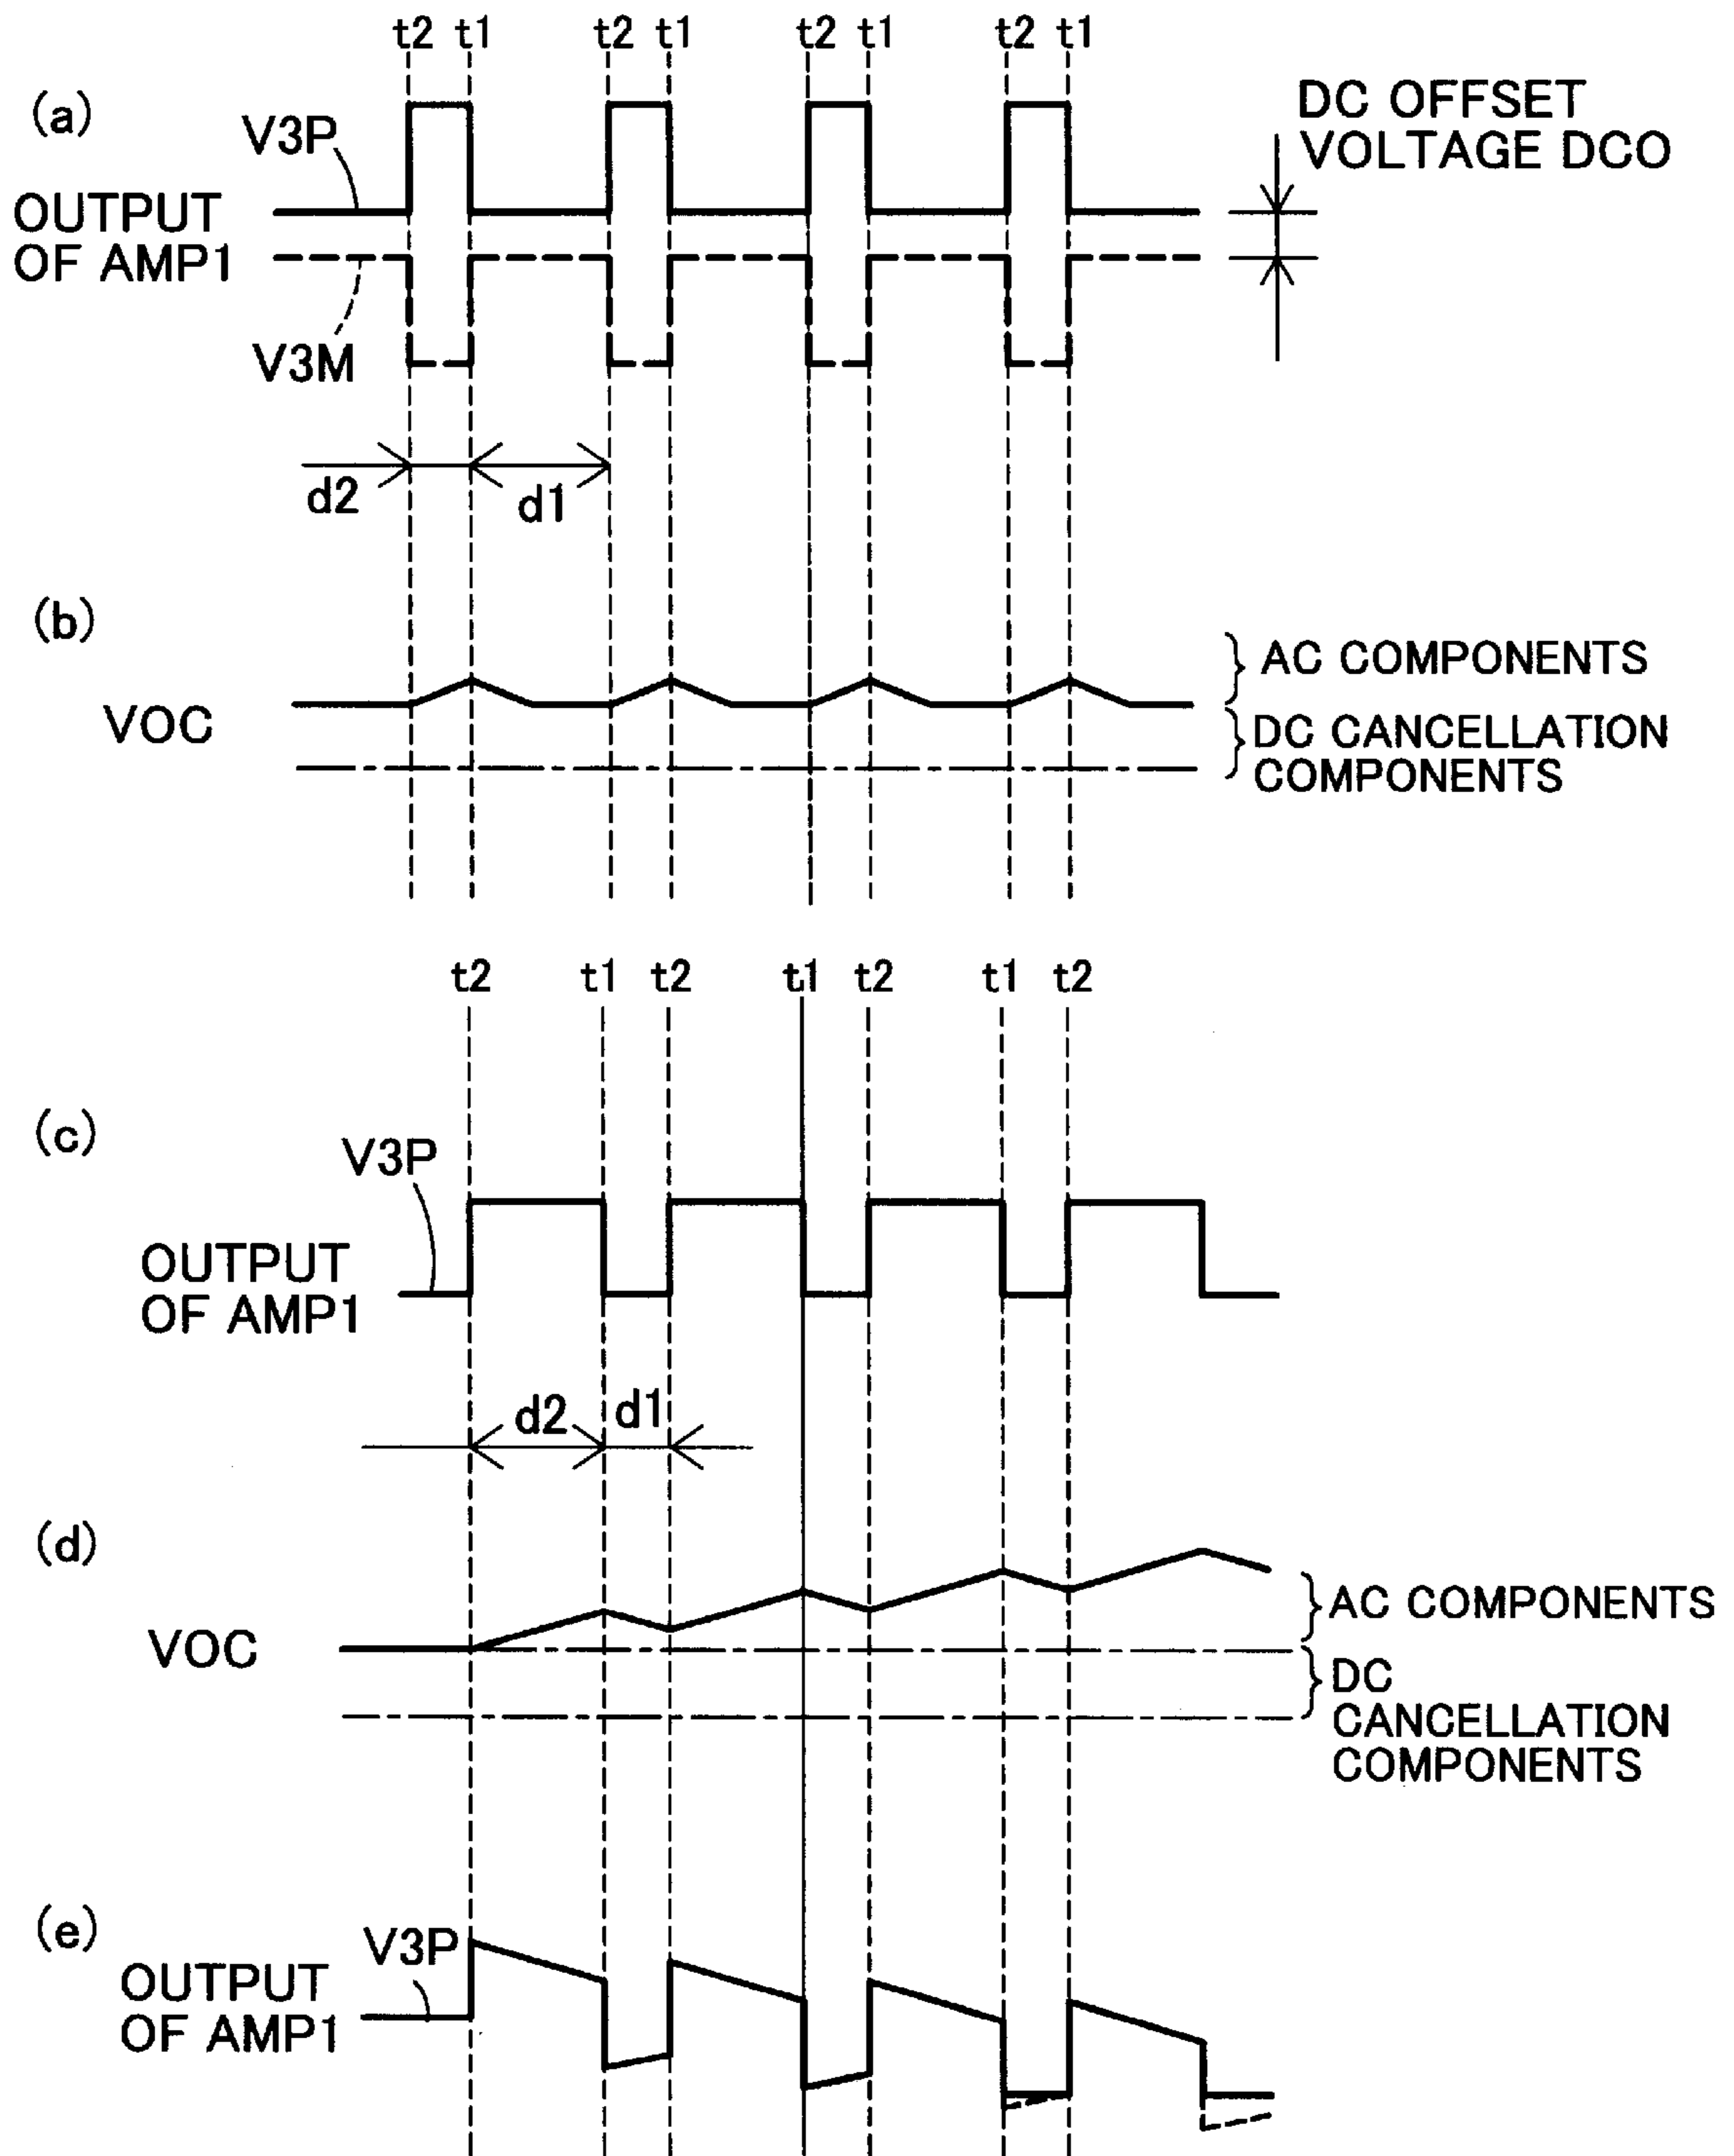 t2 t1 t2 t1 t2 t1 t2 t1
(a)
V3P
DC OFFSET
VOLTAGE DCO
OUTPUT
OF AMP1
V3M
d2
d1
(b)
AC COMPONENTS
VOC
DC CANCELLATION
COMPONENTS
t2 t1 t2 t1 t2 t1 t2
(c)
V3P
OUTPUT
OF AMP1
d2
d1
(d)
AC COMPONENTS
VOC
DC
CANCELLATION
COMPONENTS
(e)
V3P
OUTPUT
OF AMP1